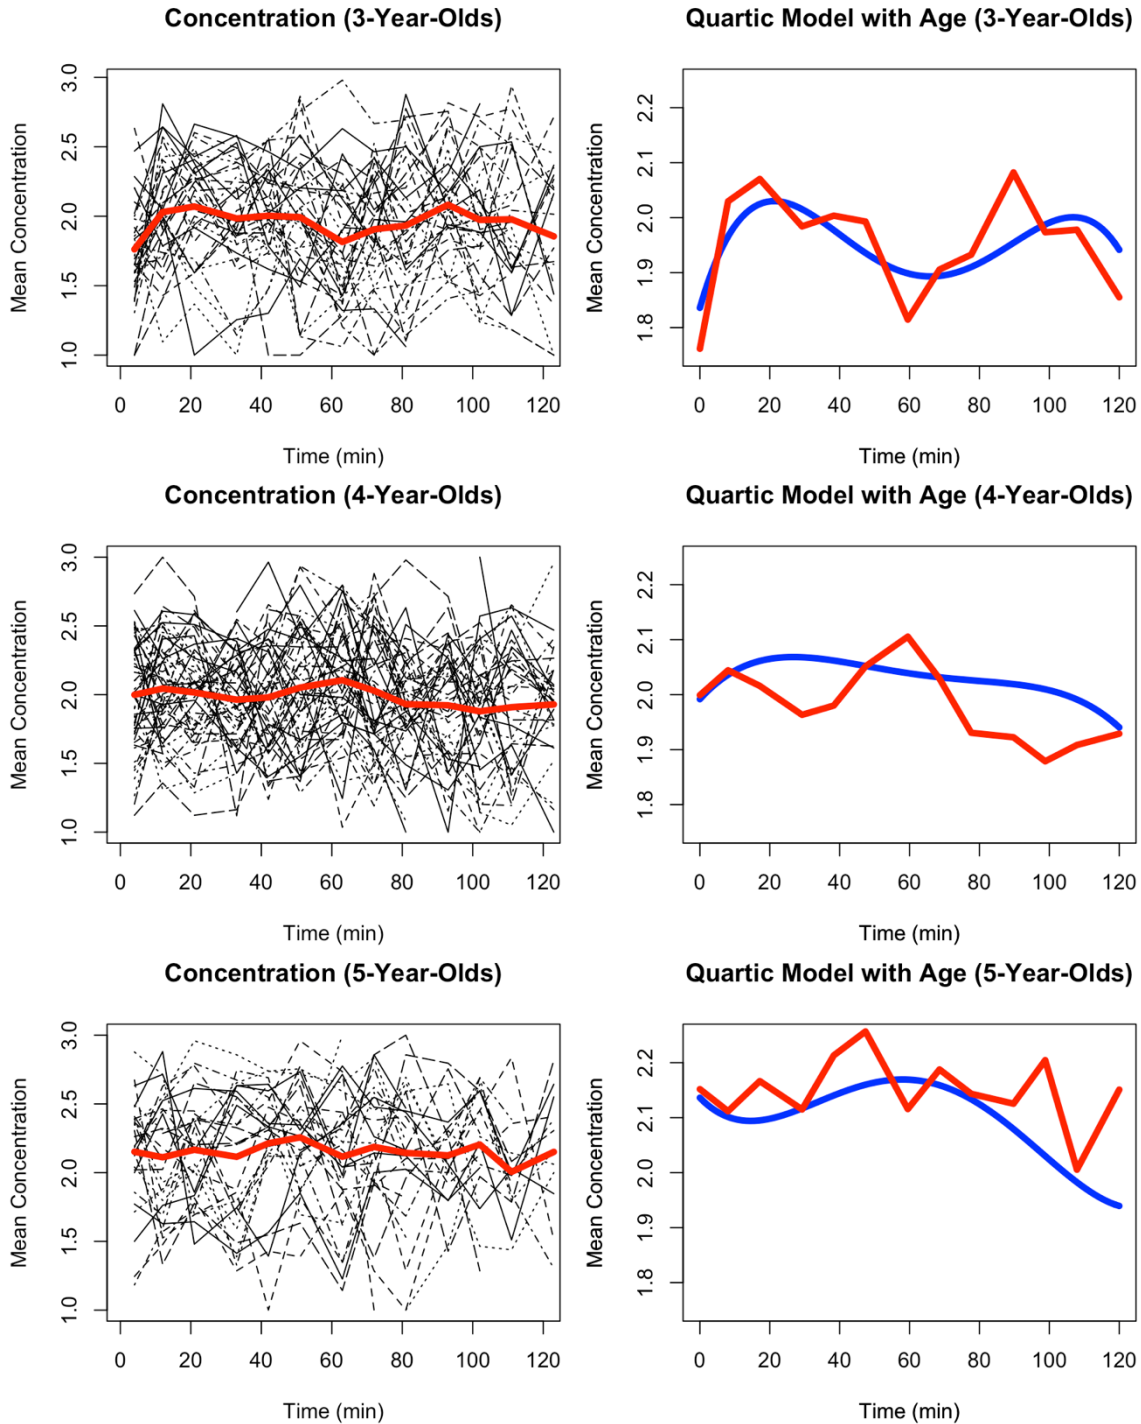 Concentration (3-Year-Olds)
Mean Concentration
3.0
2.5
2.0
1.5
1.0
0 20 40 60 80 100 120
Time (min)
Quartic Model with Age (3-Year-Olds)
Mean Concentration
2.2
2.1
2.0
1.9
1.8
0 20 40 60 80 100 120
Time (min)
Concentration (4-Year-Olds)
Mean Concentration
3.0
2.5
2.0
1.5
1.0
0 20 40 60 80 100 120
Time (min)
Quartic Model with Age (4-Year-Olds)
Mean Concentration
2.2
2.1
2.0
1.9
1.8
0 20 40 60 80 100 120
Time (min)
Concentration (5-Year-Olds)
Mean Concentration
3.0
2.5
2.0
1.5
1.0
0 20 40 60 80 100 120
Time (min)
Quartic Model with Age (5-Year-Olds)
Mean Concentration
2.2
2.1
2.0
1.9
1.8
0 20 40 60 80 100 120
Time (min)